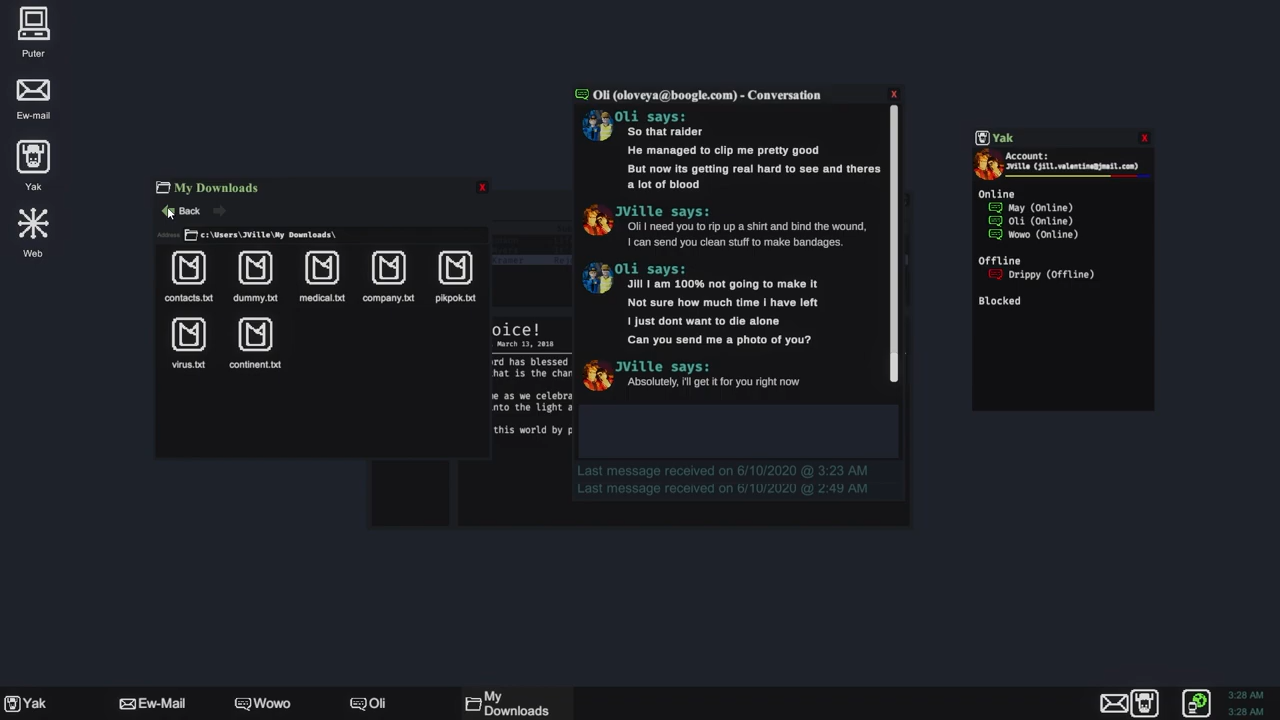 Puter
Ew-mail
Yak
Web
My Downloads
x
Back
Address
c:\Users\JVille\My Downloads\
contacts.txt
dummy.txt
medical.txt
company.txt
pikpok.txt
virus.txt
continent.txt
oice!
March 13, 2018
ord has blessed
that is the chan
me as we celebra
into the light a
this world by p
Oli (oloveya@boogle.com) - Conversation
x
Oli says:
So that raider
He managed to clip me pretty good
But now its getting real hard to see and theres
a lot of blood
JVille says:
Oli I need you to rip up a shirt and bind the wound,
I can send you clean stuff to make bandages.
Oli says:
Jill I am 100% not going to make it
Not sure how much time i have left
I just dont want to die alone
Can you send me a photo of you?
JVille says:
Absolutely, i'll get it for you right now
Last message received on 6/10/2020 @ 3:23 AM
Last message received on 6/10/2020 @ 2:49 AM
Yak
x
Account:
JVille (jill.valentine@jmail.com)
Online
May (Online)
Oli (Online)
Wowo (Online)
Offline
Drippy (Offline)
Blocked
Yak
Ew-Mail
Wowo
Oli
My
Downloads
3:28 AM
3:28 AM